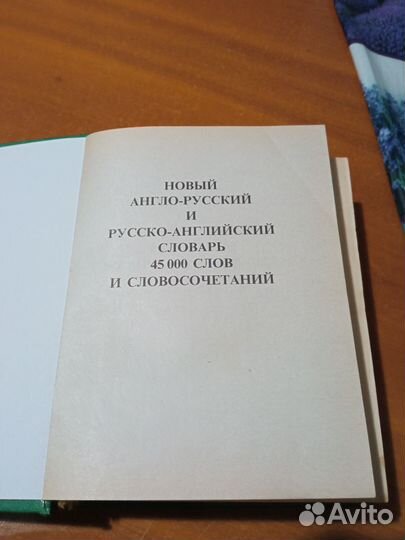 НОВЫЙ
АНГЛО-РУССКИЙ
И
РУССКО-АНГЛИЙСКИЙ
СЛОВАРЬ
45 000 СЛОВ
И СЛОВОСОЧЕТАНИЙ
Avito